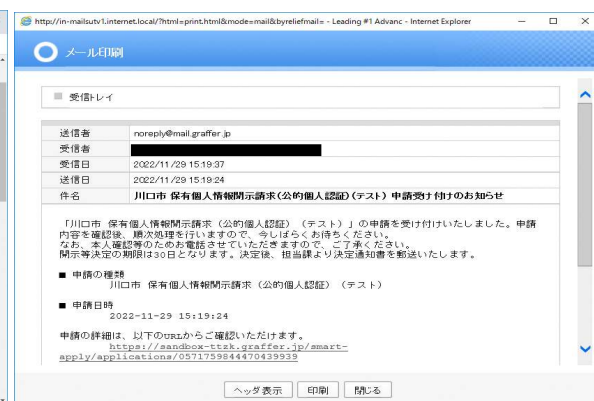 http://in-mailsutv1.internet.local/?html=print.html&mode=mail&byreliefmail= - Leading #1 Advanc - Internet Explorer
メール印刷
受信トレイ
送信者 noreply@mail.graffer.jp
受信者
受信日 2022/11/29 15:19:37
送信日 2022/11/29 15:19:24
件名 川口市 保有個人情報開示請求(公的個人認証)(テスト) 申請受け付けのお知らせ
「川口市 保有個人情報開示請求（公的個人認証）（テスト）」の申請を受け付けいたしました。申請
内容を確認後、順次処理を行いますので、今しばらくお待ちください。
なお、本人確認等のためお電話させていただきますので、ご了承ください。
開示等決定の期限は30日となります。決定後、担当課より決定通知書を郵送いたします。
■ 申請の種類
川口市 保有個人情報開示請求（公的個人認証）（テスト）
■ 申請日時
2022-11-29 15:19:24
申請の詳細は、以下のURLからご確認いただけます。
https://sandbox-ttzk.graffer.jp/smart-
apply/applications/0571759844470439939
ヘッダ表示 印刷 閉じる